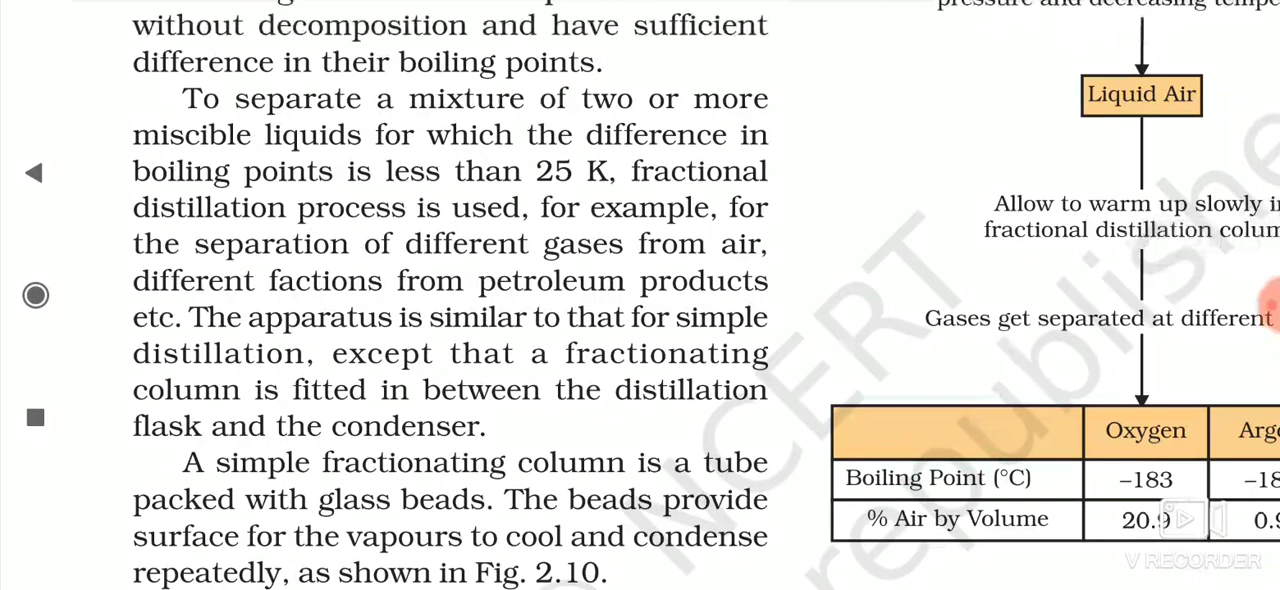 without decomposition and have sufficient
difference in their boiling points.
To separate a mixture of two or more
miscible liquids for which the difference in
boiling points is less than 25 K, fractional
distillation process is used, for example, for
the separation of different gases from air,
different factions from petroleum products
etc. The apparatus is similar to that for simple
distillation, except that a fractionating
column is fitted in between the distillation
flask and the condenser.
A simple fractionating column is a tube
packed with glass beads. The beads provide
surface for the vapours to cool and condense
repeatedly, as shown in Fig. 2.10.
pressure and decreasing
Liquid Air
Allow to warm up slowly
fractional distillation
Gases get separated at different
Oxygen
Boiling Point (°C) –183
% Air by Volume 20.9
NCERT
V RECORDER